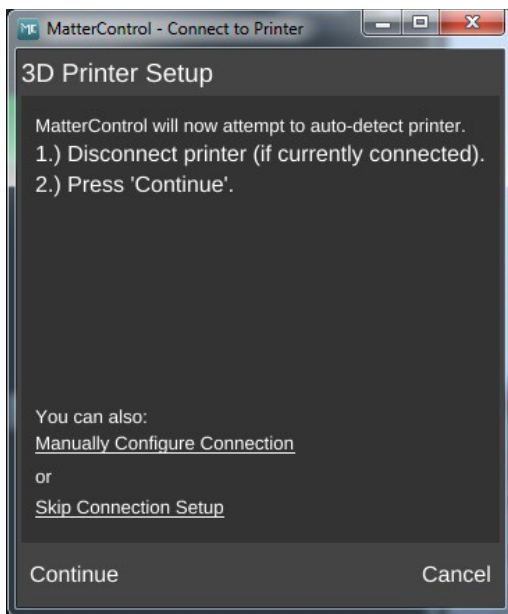 MC MatterControl - Connect to Printer
3D Printer Setup
MatterControl will now attempt to auto-detect printer.
1.) Disconnect printer (if currently connected).
2.) Press 'Continue'.
You can also:
Manually Configure Connection
or
Skip Connection Setup
Continue Cancel